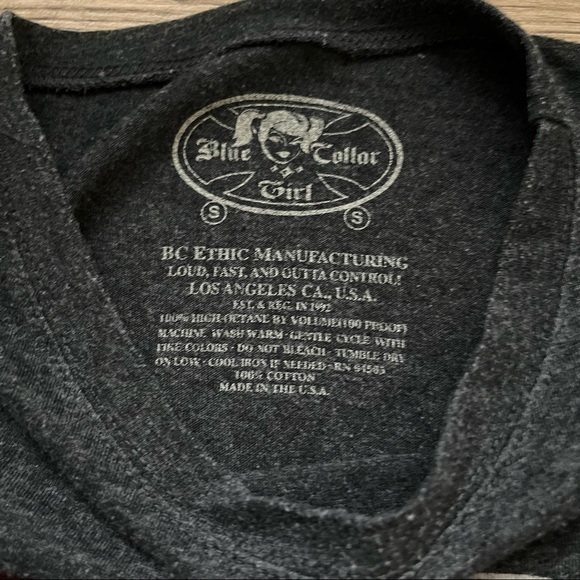 Blue Collar
Girl
S S
BC ETHIC MANUFACTURING
LOUD, FAST, AND OUTTA CONTROL!
LOS ANGELES CA., U.S.A.
EST. & REG. IN 1992
100% HIGH OCTANE BY VOLUME(100 PROOF)
MACHINE WASH WARM · GENTLE CYCLE WITH
LIKE COLORS · DO NOT BLEACH · TUMBLE DRY
ON LOW · COOL IRON IF NEEDED · RN
100% COTTON
MADE IN THE U.S.A.